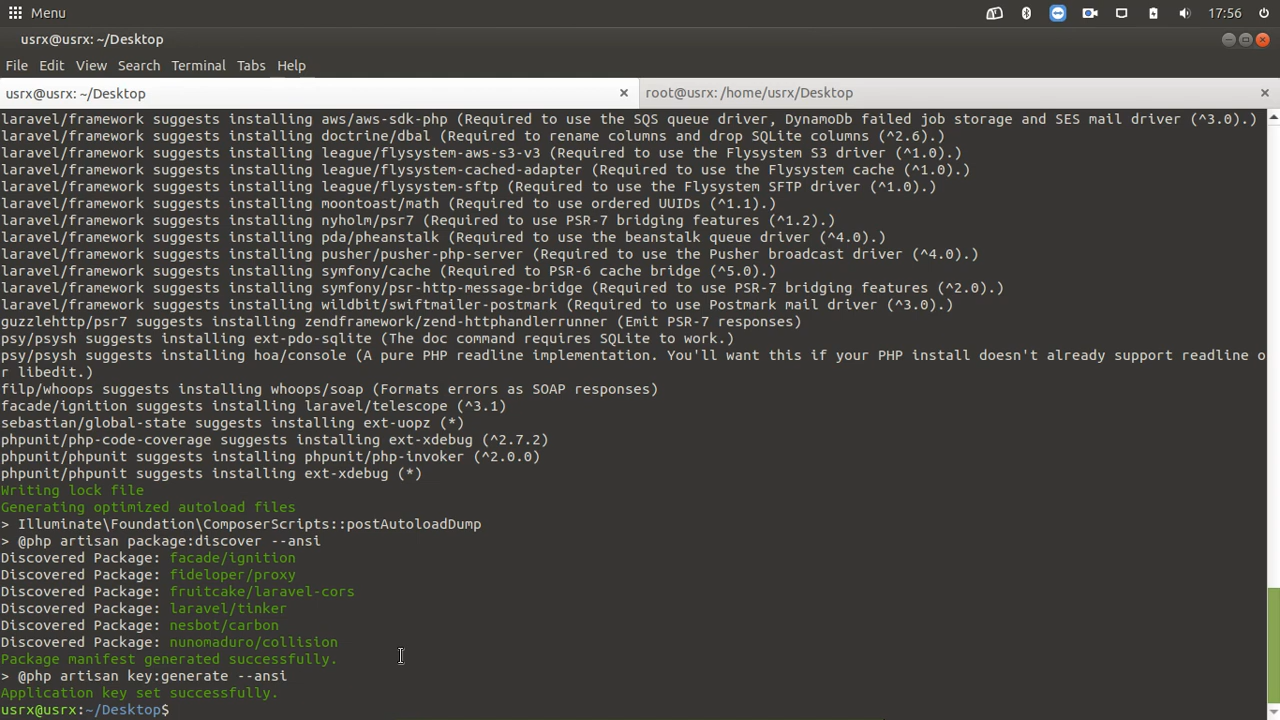 Menu
17:56
usrx@usrx: ~/Desktop
File Edit View Search Terminal Tabs Help
usrx@usrx: ~/Desktop
root@usrx: /home/usrx/Desktop
laravel/framework suggests installing aws/aws-sdk-php (Required to use the SQS queue driver, DynamoDb failed job storage and SES mail driver (^3.0).)
laravel/framework suggests installing doctrine/dbal (Required to rename columns and drop SQLite columns (^2.6).)
laravel/framework suggests installing league/flysystem-aws-s3-v3 (Required to use the Flysystem S3 driver (^1.0).)
laravel/framework suggests installing league/flysystem-cached-adapter (Required to use the Flysystem cache (^1.0).)
laravel/framework suggests installing league/flysystem-sftp (Required to use the Flysystem SFTP driver (^1.0).)
laravel/framework suggests installing moontoast/math (Required to use ordered UUIDs (^1.1).)
laravel/framework suggests installing nyholm/psr7 (Required to use PSR-7 bridging features (^1.2).)
laravel/framework suggests installing pda/pheanstalk (Required to use the beanstalk queue driver (^4.0).)
laravel/framework suggests installing pusher/pusher-php-server (Required to use the Pusher broadcast driver (^4.0).)
laravel/framework suggests installing symfony/cache (Required to PSR-6 cache bridge (^5.0).)
laravel/framework suggests installing symfony/psr-http-message-bridge (Required to use PSR-7 bridging features (^2.0).)
laravel/framework suggests installing wildbit/swiftmailer-postmark (Required to use Postmark mail driver (^3.0).)
guzzlehttp/psr7 suggests installing zendframework/zend-httphandlerrunner (Emit PSR-7 responses)
psy/psysh suggests installing ext-pdo-sqlite (The doc command requires SQLite to work.)
psy/psysh suggests installing hoa/console (A pure PHP readline implementation. You'll want this if your PHP install doesn't already support readline o
r libedit.)
filp/whoops suggests installing whoops/soap (Formats errors as SOAP responses)
facade/ignition suggests installing laravel/telescope (^3.1)
sebastian/global-state suggests installing ext-uopz (*)
phpunit/php-code-coverage suggests installing ext-xdebug (^2.7.2)
phpunit/phpunit suggests installing phpunit/php-invoker (^2.0.0)
phpunit/phpunit suggests installing ext-xdebug (*)
Writing lock file
Generating optimized autoload files
> Illuminate\Foundation\ComposerScripts::postAutoloadDump
> @php artisan package:discover --ansi
Discovered Package: facade/ignition
Discovered Package: fideloper/proxy
Discovered Package: fruitcake/laravel-cors
Discovered Package: laravel/tinker
Discovered Package: nesbot/carbon
Discovered Package: nunomaduro/collision
Package manifest generated successfully.
> @php artisan key:generate --ansi
Application key set successfully.
usrx@usrx:~/Desktop$